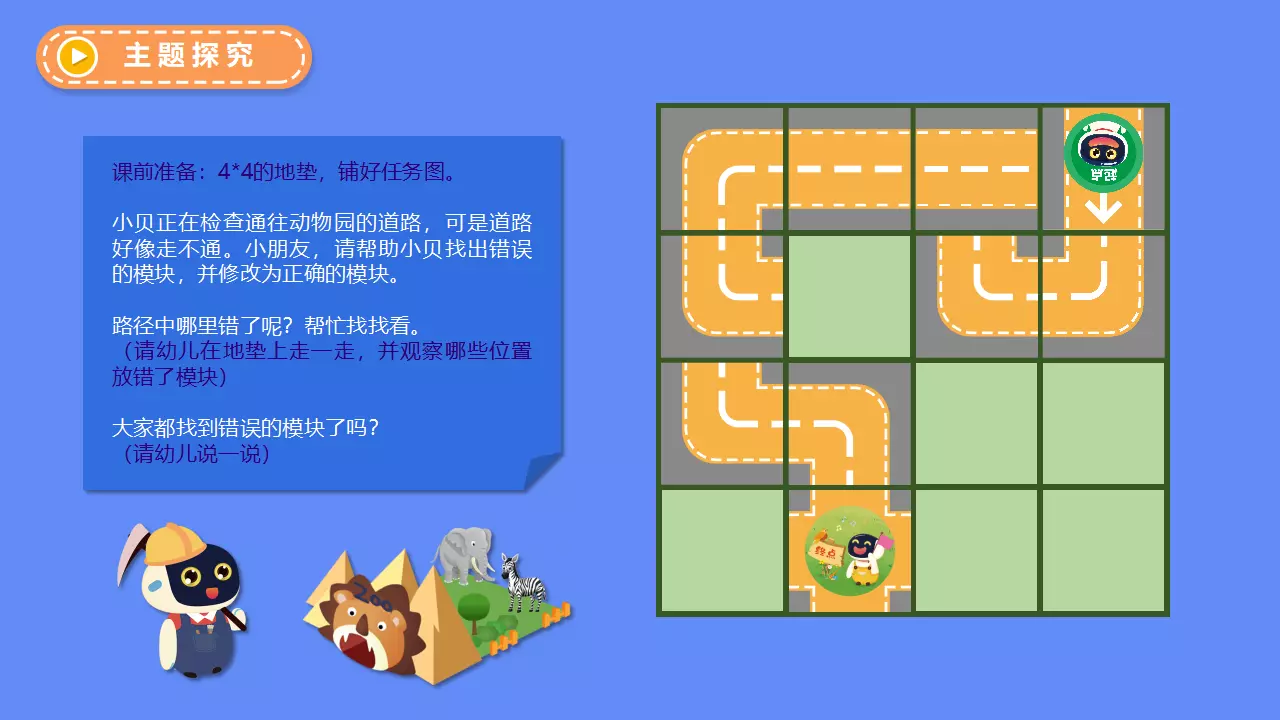 主题探究
课前准备：4*4的地垫，铺好任务图。
小贝正在检查通往动物园的道路，可是道路
好像走不通。小朋友，请帮助小贝找出错误
的模块，并修改为正确的模块。
路径中哪里错了呢？帮忙找找看。
（请幼儿在地垫上走一走，并观察哪些位置
放错了模块）
大家都找到错误的模块了吗？
（请幼儿说一说）
起点
终点
ZOO